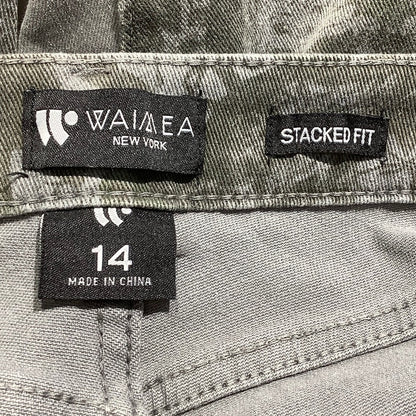 WAIMEA
NEW YORK
STACKED FIT
14
MADE IN CHINA